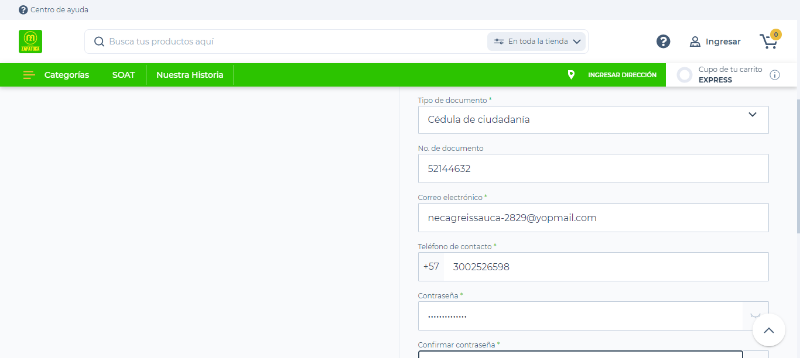 Centro de ayuda
Busca tus productos aquí
En toda la tienda
Ingresar
0
Categorías
SOAT
Nuestra Historia
INGRESAR DIRECCIÓN
Cupo de tu carrito
EXPRESS
Tipo de documento *
Cédula de ciudadanía
No. de documento
52144632
Correo electrónico *
necagreissauca-2829@yopmail.com
Teléfono de contacto *
+57 3002526598
Contraseña *
••••••••••••••
Confirmar contraseña *